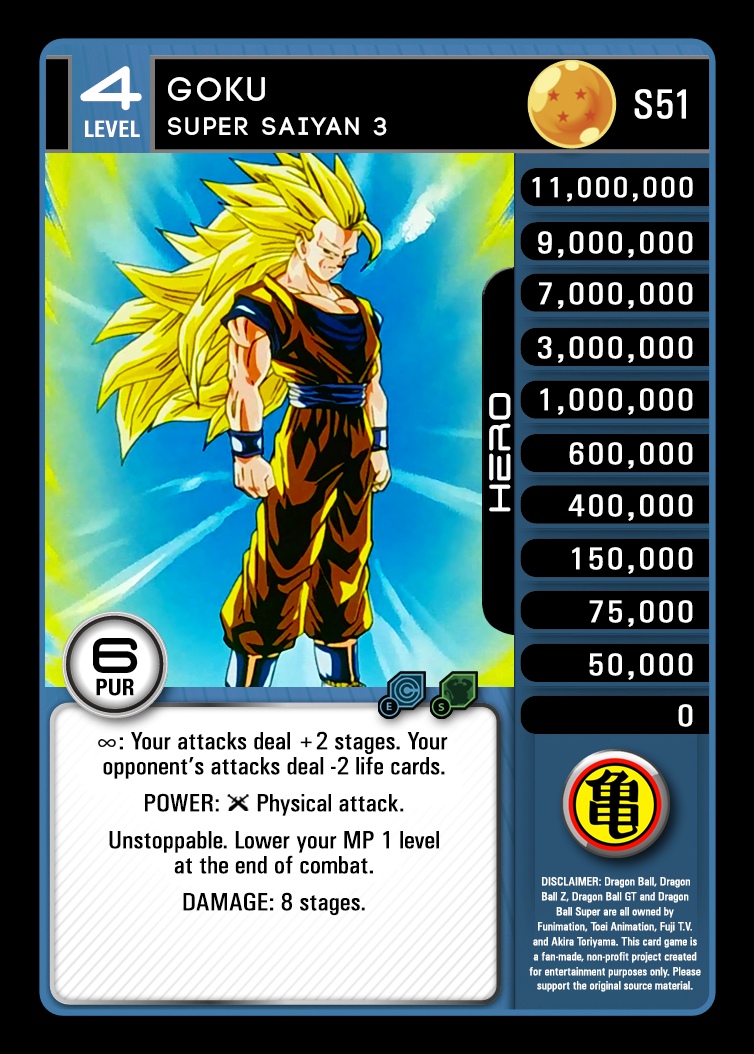 4
LEVEL
GOKU
SUPER SAIYAN 3
S51
11,000,000
9,000,000
7,000,000
3,000,000
1,000,000
600,000
400,000
150,000
75,000
50,000
0
HERO
6
PUR
E
S
∞: Your attacks deal +2 stages. Your
opponent's attacks deal -2 life cards.
POWER: Physical attack.
Unstoppable. Lower your MP 1 level
at the end of combat.
DAMAGE: 8 stages.
亀
DISCLAIMER: Dragon Ball, Dragon
Ball Z, Dragon Ball GT and Dragon
Ball Super are all owned by
Funimation, Toei Animation, Fuji T.V.
and Akira Toriyama. This card game is
a fan-made, non-profit project created
for entertainment purposes only. Please
support the original source material.